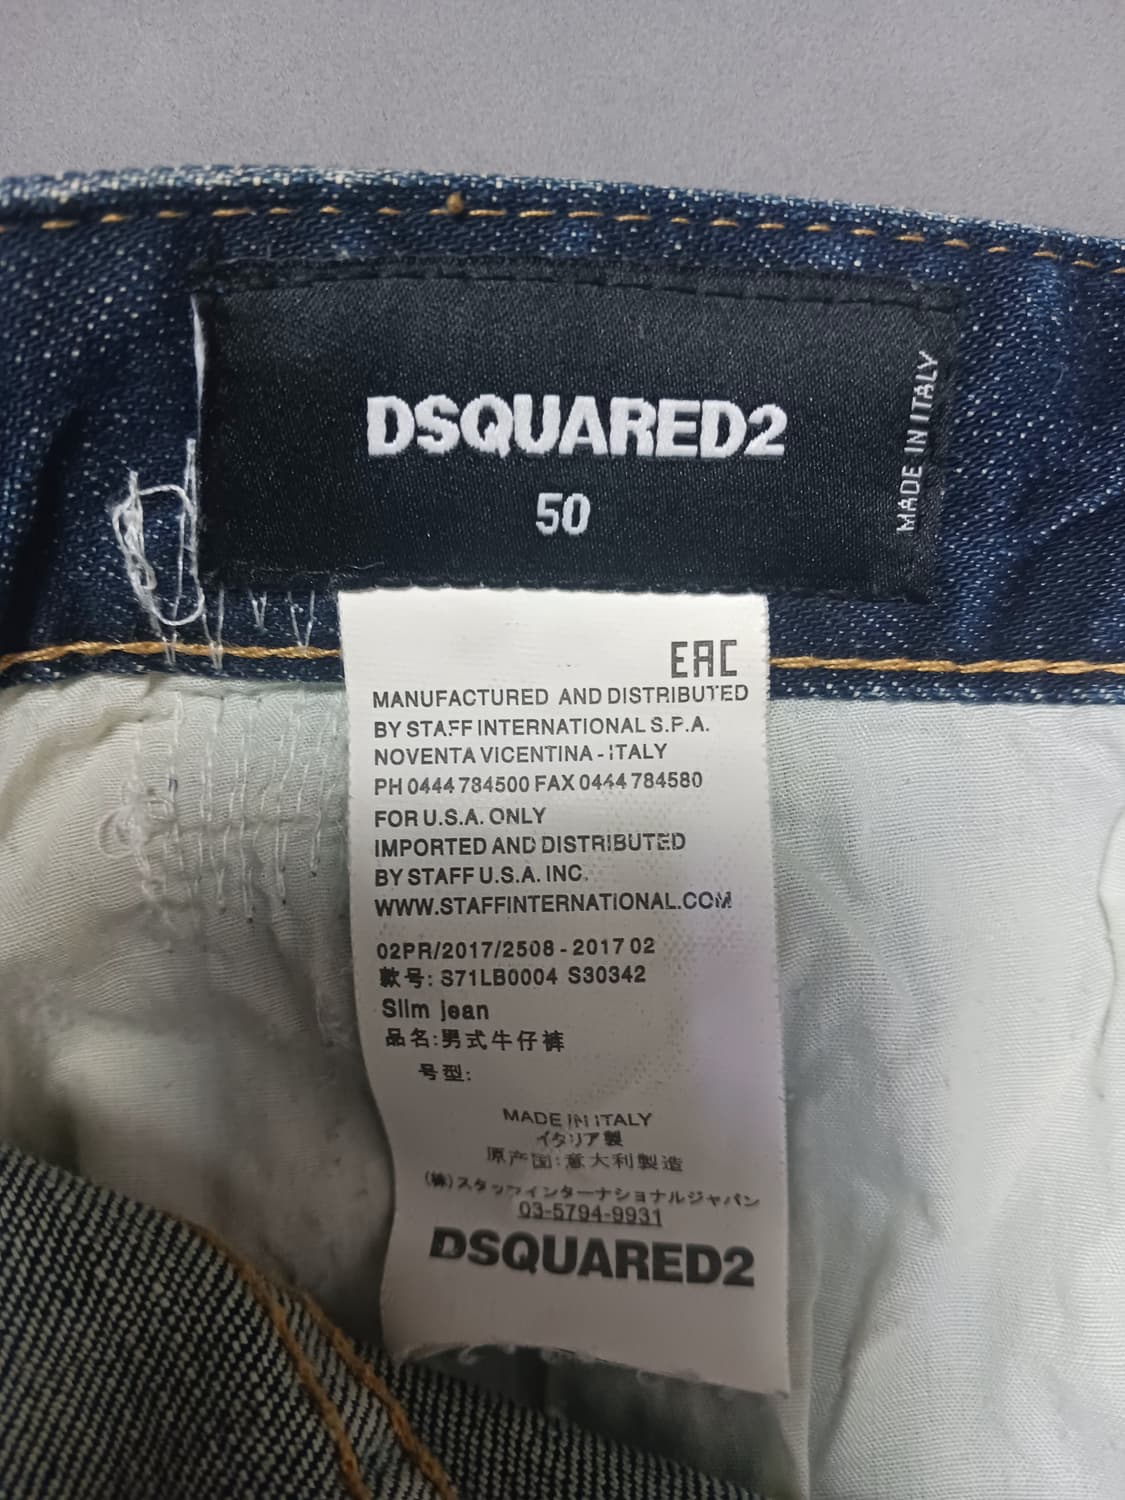 DSQUARED2
50
MADE IN ITALY
EAC
MANUFACTURED AND DISTRIBUTED
BY STAFF INTERNATIONAL S.P.A.
NOVENTA VICENTINA - ITALY
PH 0444 784500 FAX 0444 784580
FOR U.S.A. ONLY
IMPORTED AND DISTRIBUTED
BY STAFF U.S.A. INC.
WWW.STAFFINTERNATIONAL.COM
02PR/2017/2508 - 2017 02
款号: S71LB0004 S30342
Slim jean
品名:男式牛仔裤
号型:
MADE IN ITALY
イタリア製
原产国:意大利製造
(株)スタッフインターナショナルジャパン
03-5794-9931
DSQUARED2